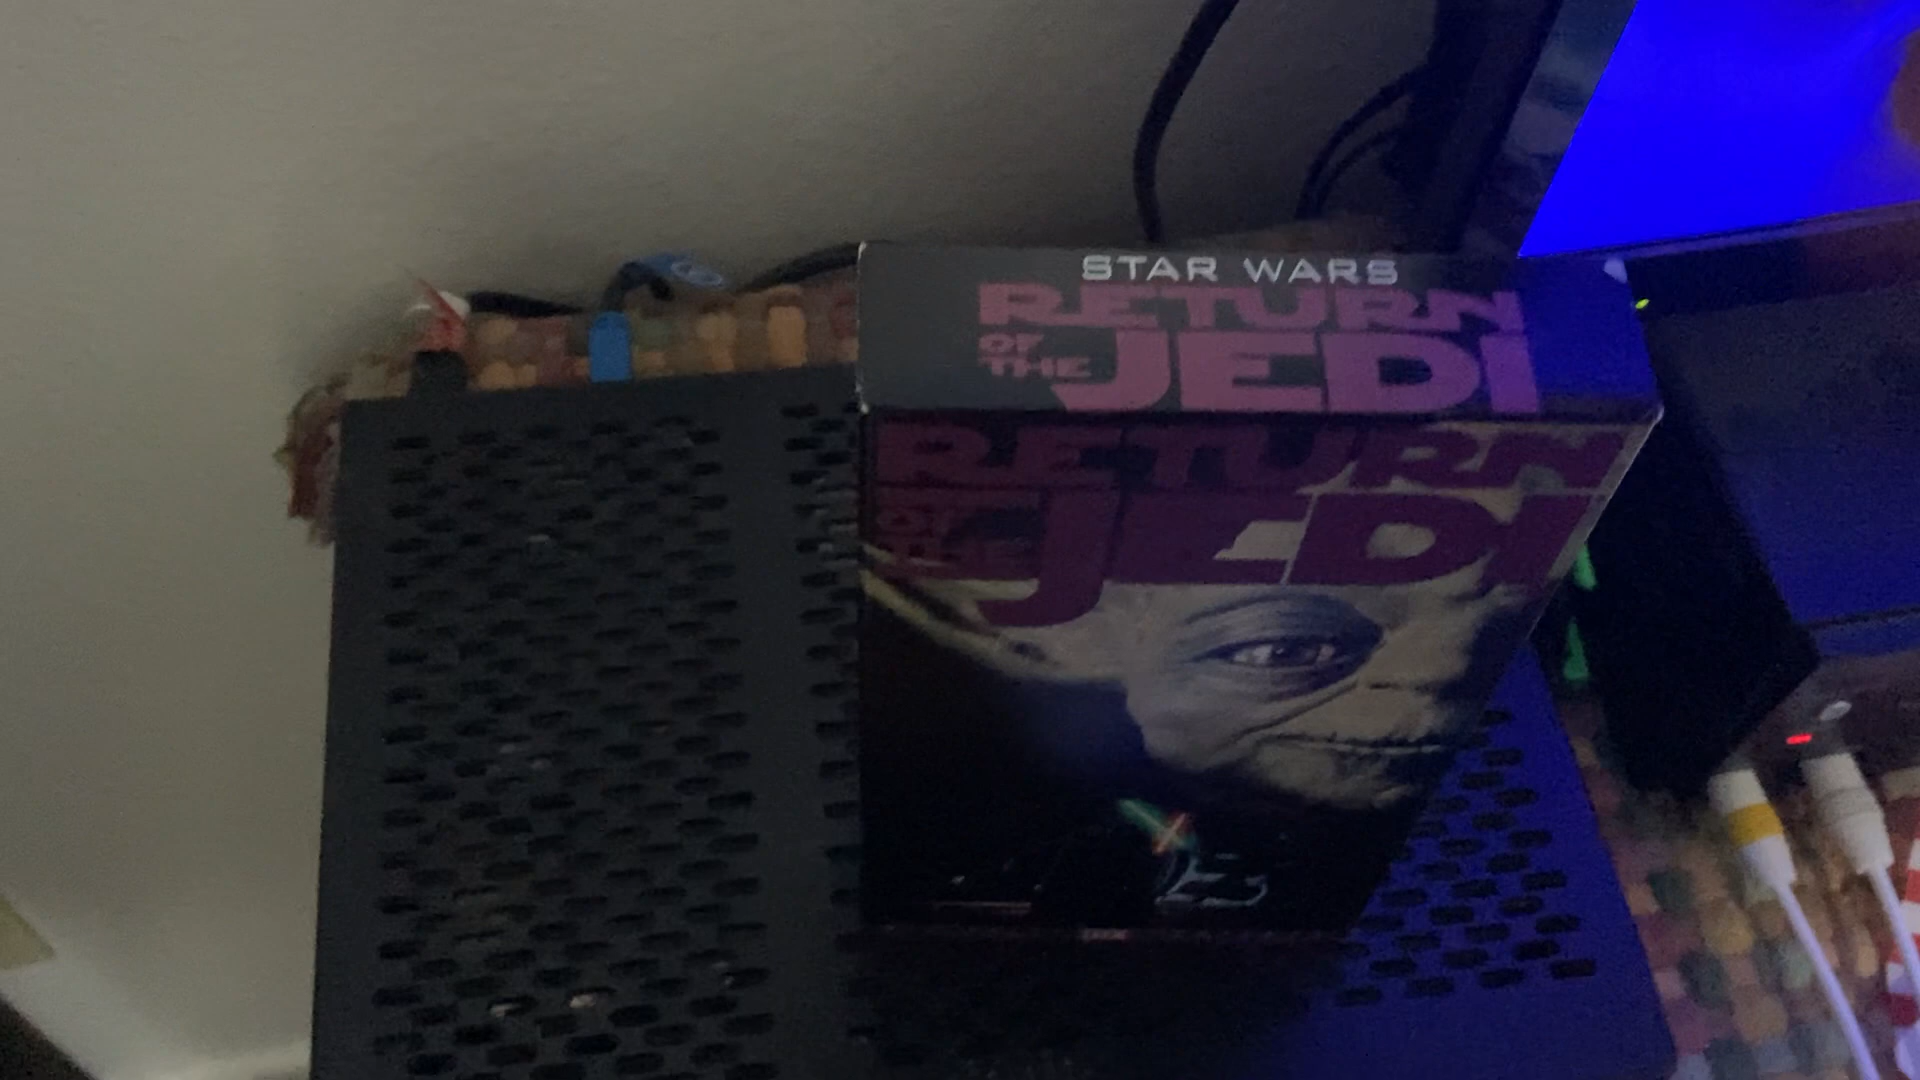 STAR WARS
RETURN
OF
THE JEDI
RETURN
OF
THE JEDI